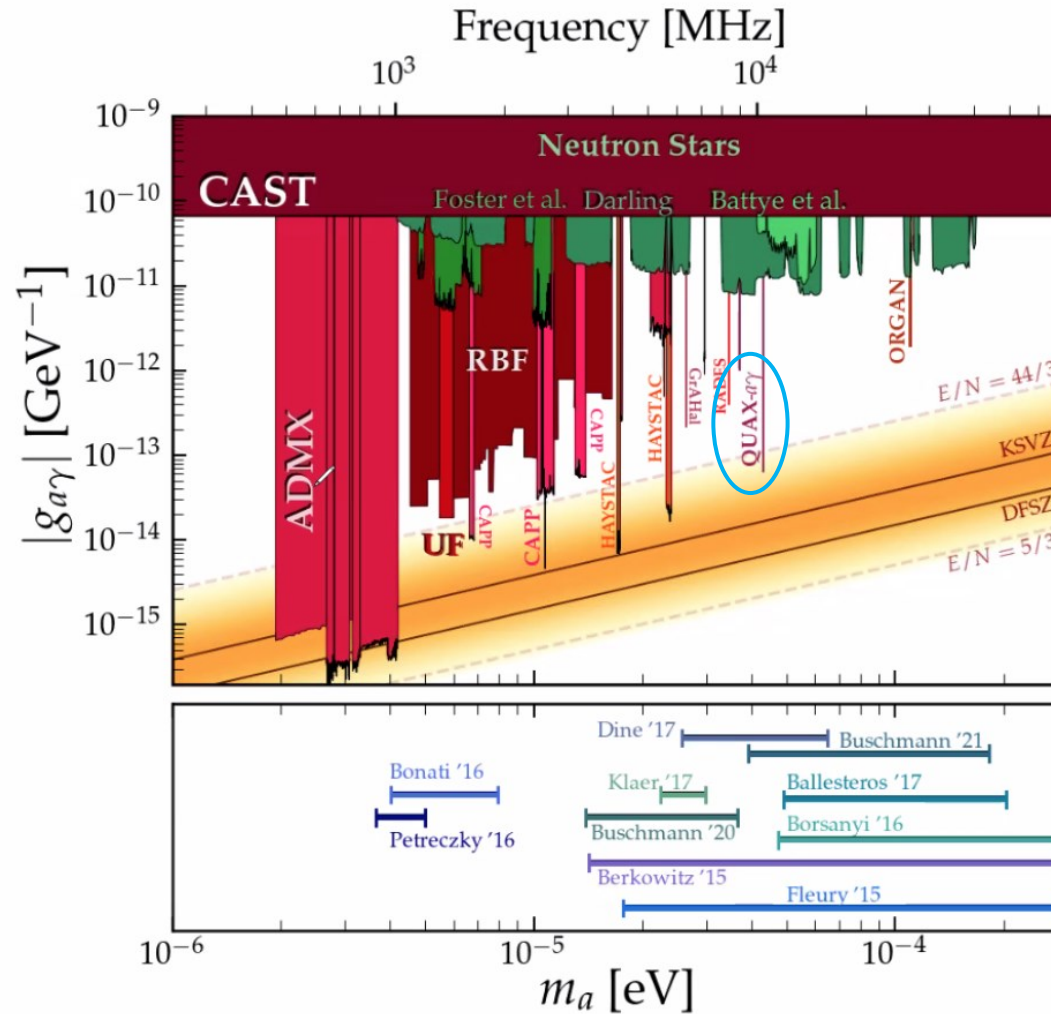 Frequency [MHz]
10³ 10⁴
10⁻⁹
Neutron Stars
CAST
10⁻¹⁰
Foster et al. Darling Battye et al.
10⁻¹¹
ORGAN
RBF
10⁻¹²
RADES
GrAHal
QUAX-aγ
E/N = 44/3
HAYSTAC
CAPP
ADMX
10⁻¹³
KSVZ
HAYSTAC
CAPP
CAPP
DFSZ
10⁻¹⁴
UF
E/N = 5/3
10⁻¹⁵
|gₐᵧ| [GeV⁻¹]
Dine '17
Buschmann '21
Bonati '16
Klaer '17
Ballesteros '17
Petreczky '16
Buschmann '20
Borsanyi '16
Berkowitz '15
Fleury '15
10⁻⁶ 10⁻⁵ 10⁻⁴
mₐ [eV]